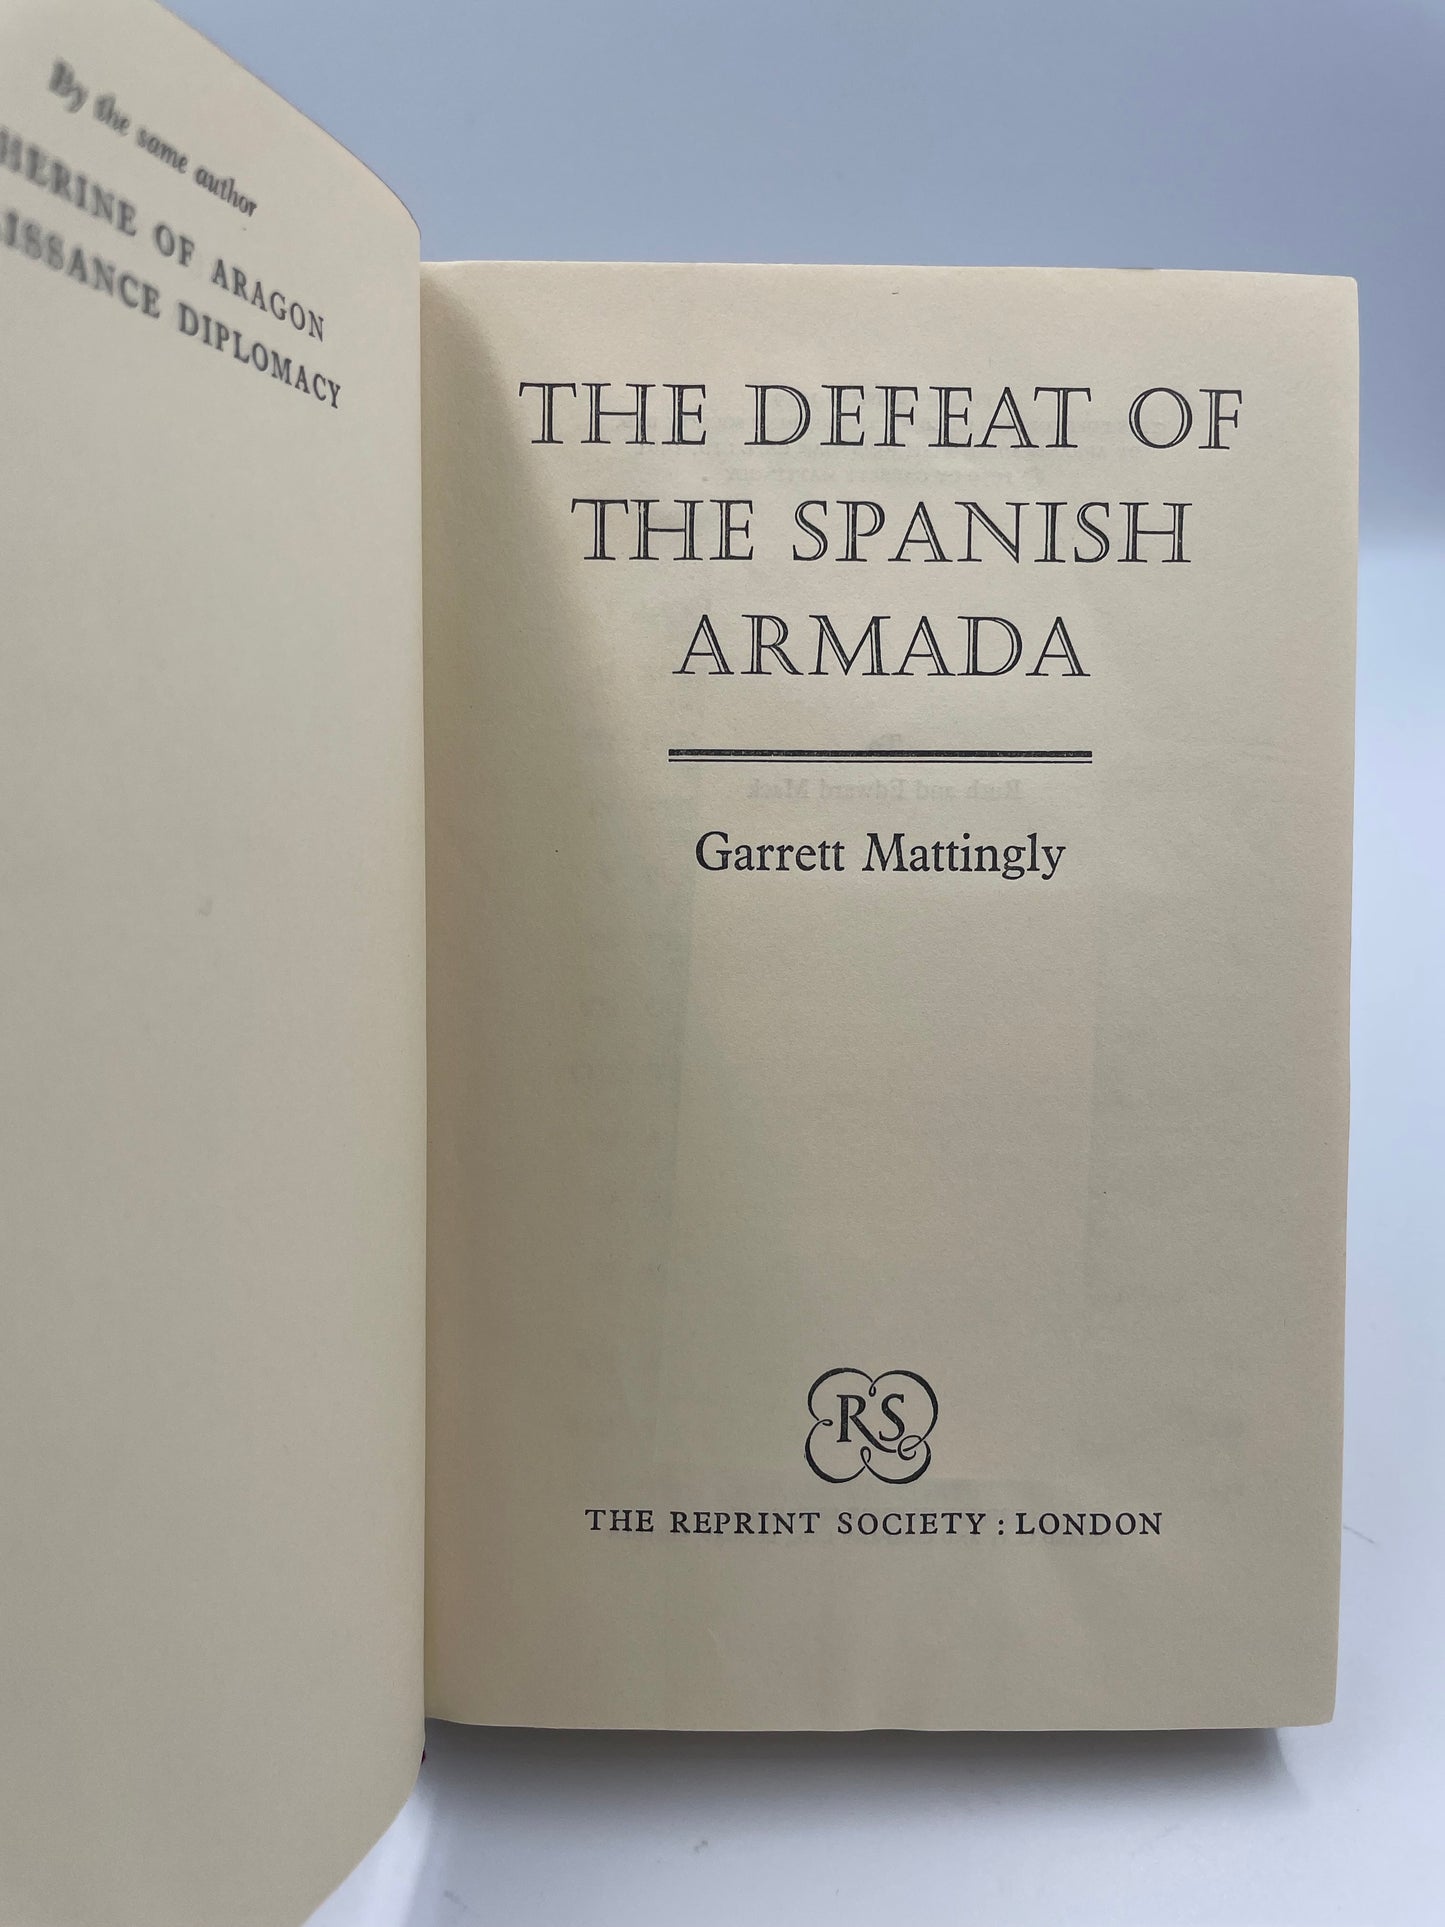 By the same author
HERINE OF ARAGON
AISSANCE DIPLOMACY
THE DEFEAT OF
THE SPANISH
ARMADA
Garrett Mattingly
RS
THE REPRINT SOCIETY : LONDON